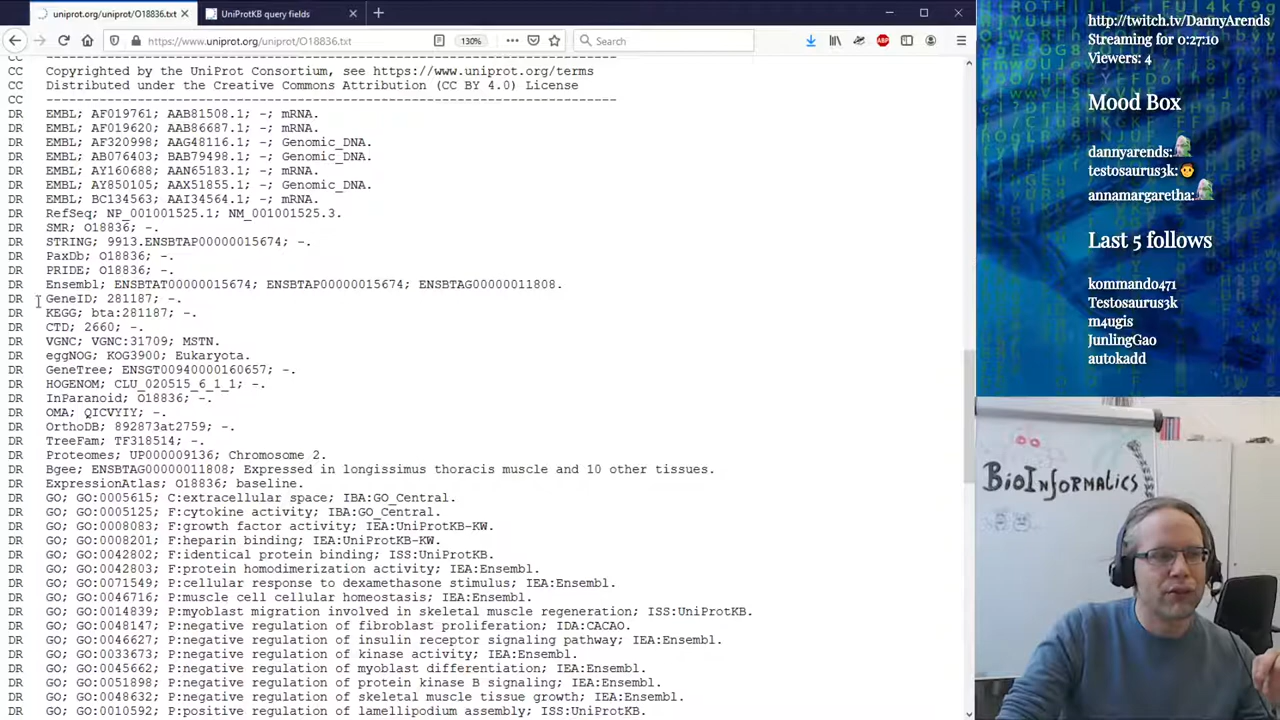 uniprot.org/uniprot/O18836.txt
UniProtKB query fields
https://www.uniprot.org/uniprot/O18836.txt
130%
Search
CC -----------------------------------------------------------------------
CC Copyrighted by the UniProt Consortium, see https://www.uniprot.org/terms
CC Distributed under the Creative Commons Attribution (CC BY 4.0) License
CC -----------------------------------------------------------------------
DR EMBL; AF019761; AAB81508.1; -; mRNA.
DR EMBL; AF019620; AAB86687.1; -; mRNA.
DR EMBL; AF320998; AAG48116.1; -; Genomic_DNA.
DR EMBL; AB076403; BAB79498.1; -; Genomic_DNA.
DR EMBL; AY160688; AAN65183.1; -; mRNA.
DR EMBL; AY850105; AAX51855.1; -; Genomic_DNA.
DR EMBL; BC134563; AAI34564.1; -; mRNA.
DR RefSeq; NP_001001525.1; NM_001001525.3.
DR SMR; O18836; -.
DR STRING; 9913.ENSBTAP00000015674; -.
DR PaxDb; O18836; -.
DR PRIDE; O18836; -.
DR Ensembl; ENSBTAT00000015674; ENSBTAP00000015674; ENSBTAG00000011808.
DR GeneID; 281187; -.
DR KEGG; bta:281187; -.
DR CTD; 2660; -.
DR VGNC; VGNC:31709; MSTN.
DR eggNOG; KOG3900; Eukaryota.
DR GeneTree; ENSGT00940000160657; -.
DR HOGENOM; CLU_020515_6_1_1; -.
DR InParanoid; O18836; -.
DR OMA; QICVYIY; -.
DR OrthoDB; 892873at2759; -.
DR TreeFam; TF318514; -.
DR Proteomes; UP000009136; Chromosome 2.
DR Bgee; ENSBTAG00000011808; Expressed in longissimus thoracis muscle and 10 other tissues.
DR ExpressionAtlas; O18836; baseline.
DR GO; GO:0005615; C:extracellular space; IBA:GO_Central.
DR GO; GO:0005125; F:cytokine activity; IBA:GO_Central.
DR GO; GO:0008083; F:growth factor activity; IEA:UniProtKB-KW.
DR GO; GO:0008201; F:heparin binding; IEA:UniProtKB-KW.
DR GO; GO:0042802; F:identical protein binding; ISS:UniProtKB.
DR GO; GO:0042803; F:protein homodimerization activity; IEA:Ensembl.
DR GO; GO:0071549; P:cellular response to dexamethasone stimulus; IEA:Ensembl.
DR GO; GO:0046716; P:muscle cell cellular homeostasis; IEA:Ensembl.
DR GO; GO:0014839; P:myoblast migration involved in skeletal muscle regeneration; ISS:UniProtKB.
DR GO; GO:0048147; P:negative regulation of fibroblast proliferation; IDA:CACAO.
DR GO; GO:0046627; P:negative regulation of insulin receptor signaling pathway; IEA:Ensembl.
DR GO; GO:0033673; P:negative regulation of kinase activity; IEA:Ensembl.
DR GO; GO:0045662; P:negative regulation of myoblast differentiation; IEA:Ensembl.
DR GO; GO:0051898; P:negative regulation of protein kinase B signaling; IEA:Ensembl.
DR GO; GO:0048632; P:negative regulation of skeletal muscle tissue growth; IEA:Ensembl.
DR GO; GO:0010592; P:positive regulation of lamellipodium assembly; ISS:UniProtKB.
http://twitch.tv/DannyArends
Streaming for 0:27:10
Viewers: 4
Mood Box
dannyarends:
testosaurus3k:
annamargaretha:
Last 5 follows
kommando471
Testosaurus3k
m4ugis
JunlingGao
autokadd
BioInformatics